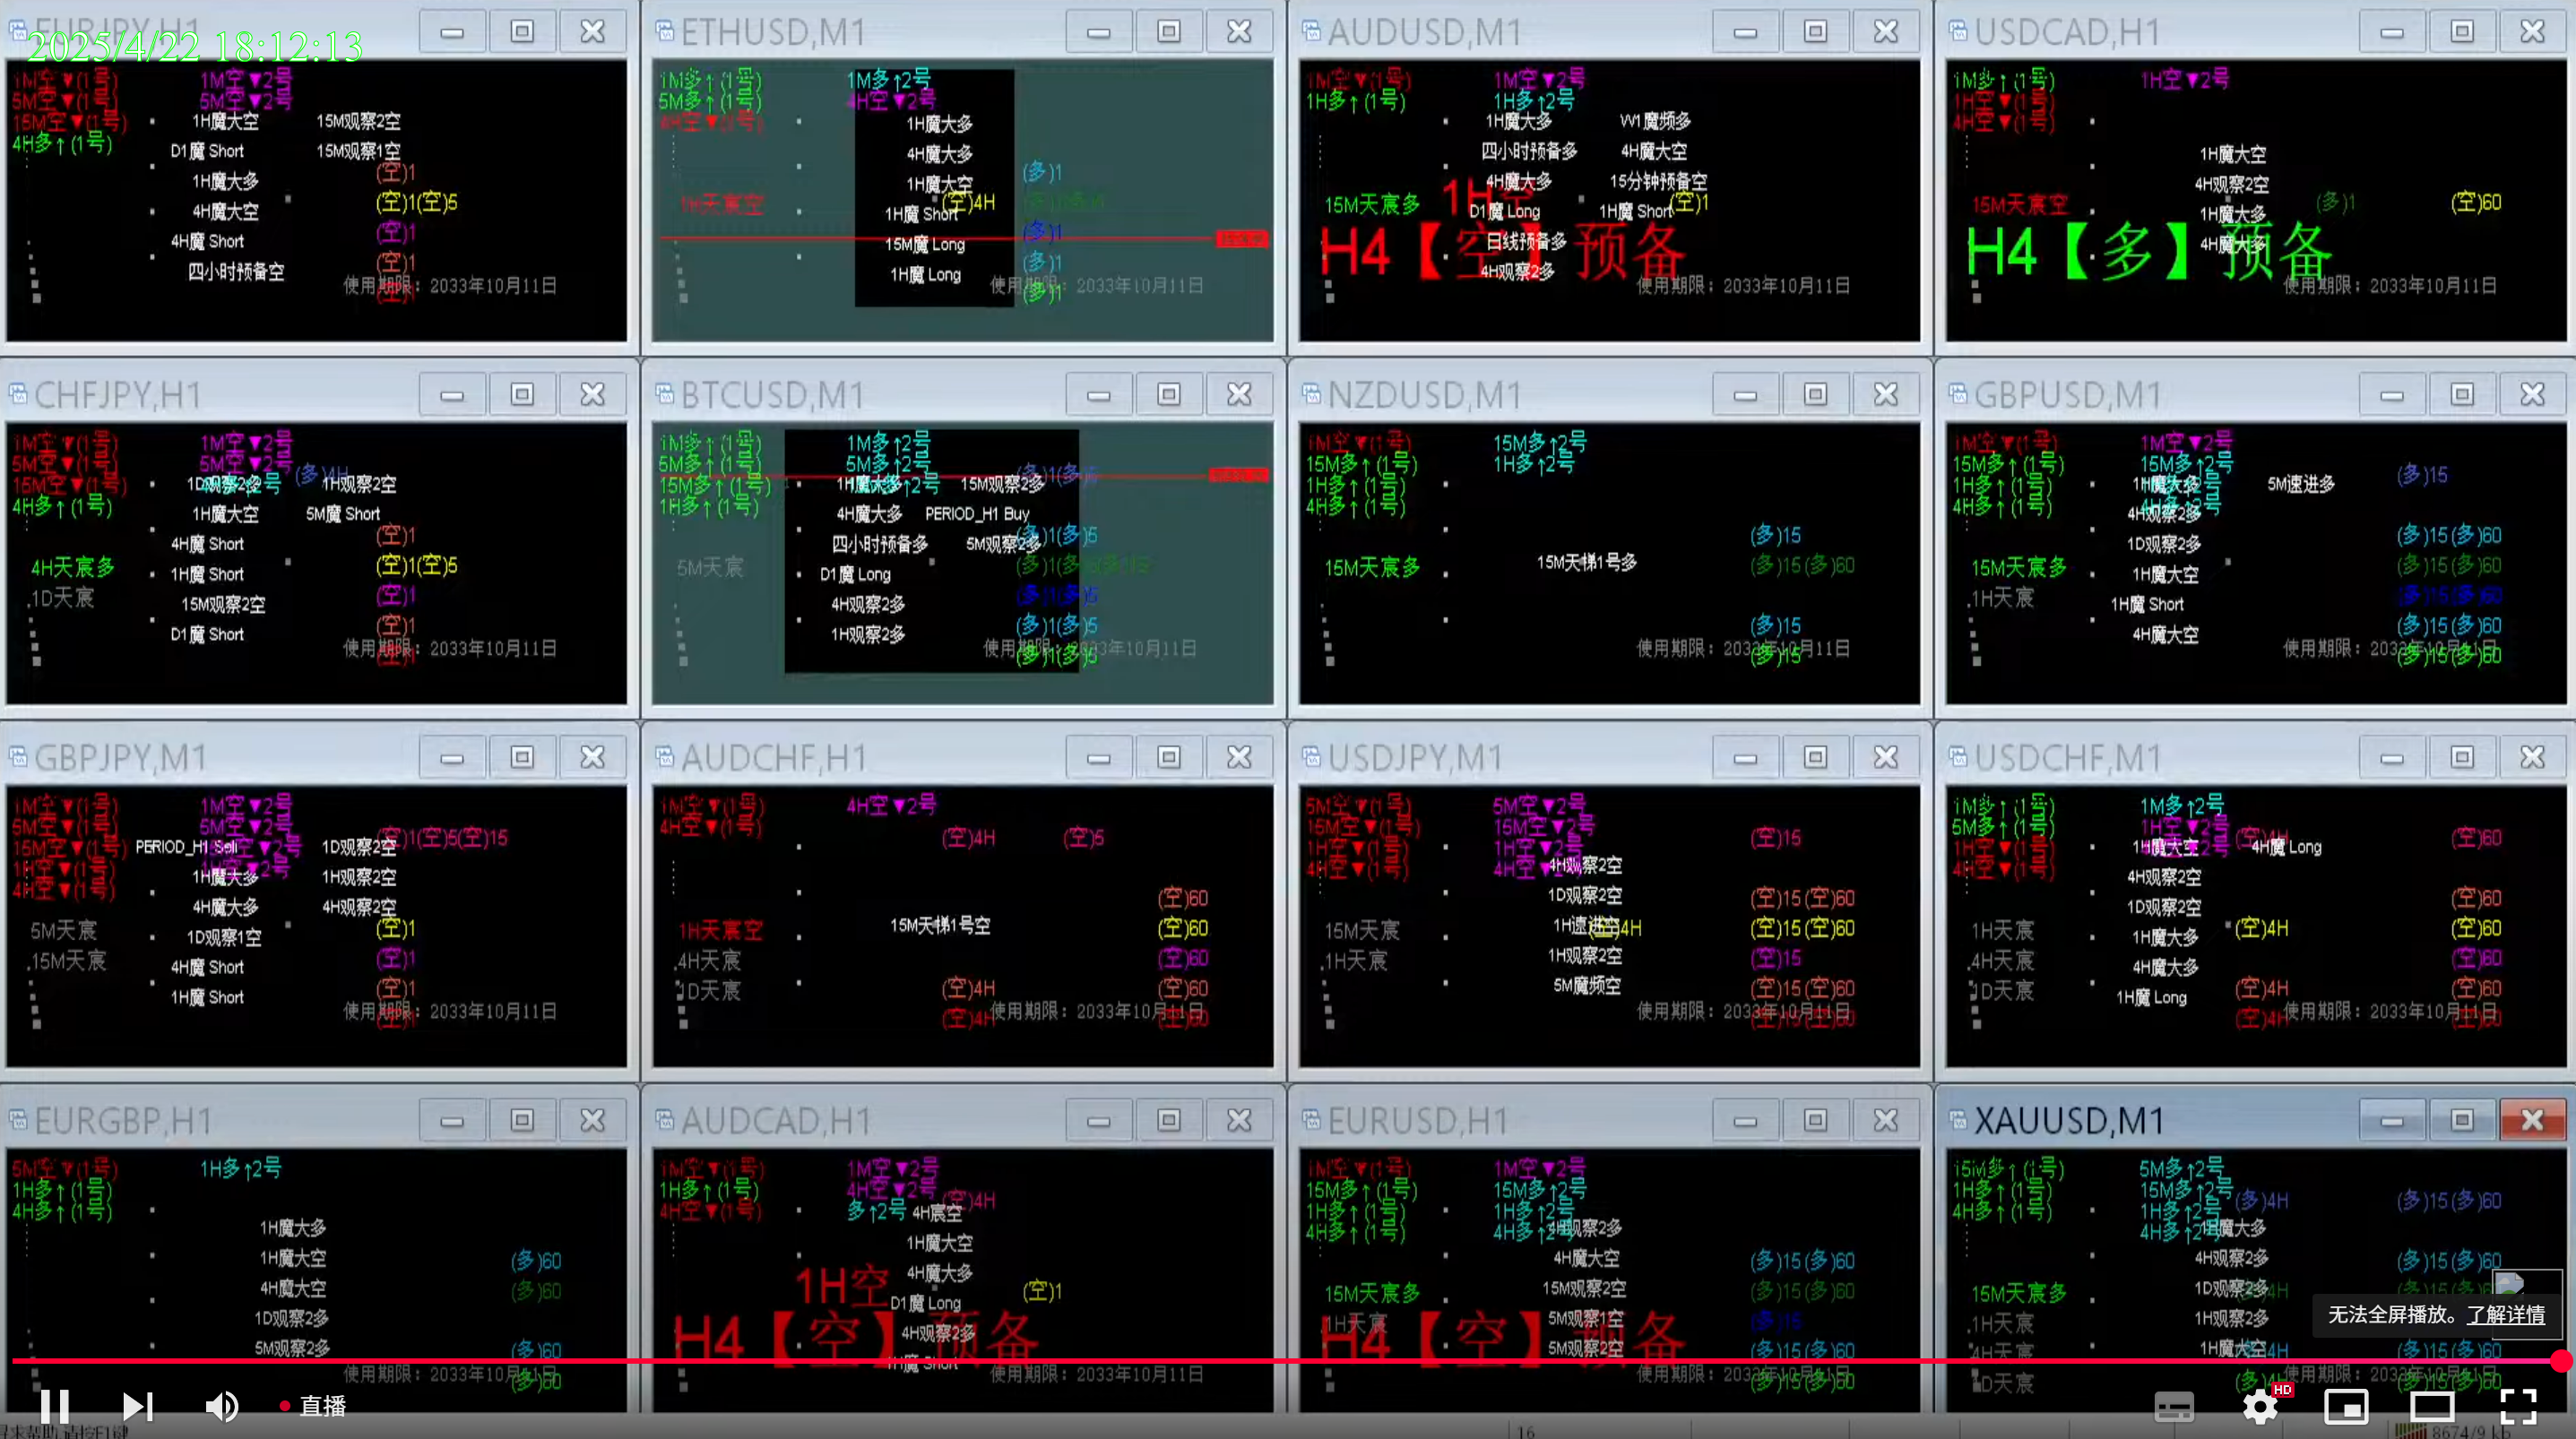 EURJPY,H1
2025/4/22 18:12:13
1M空▼(1号)
5M空▼(1号)
15M空▼(1号)
4H多↑(1号)
1M空▼2号
5M空▼2号
1H魔大空
15M观察2空
D1魔 Short
15M观察1空
(空)1
1H魔大多
4H魔大空
(空)1(空)5
4H魔 Short
(空)1
四小时预备空
(空)1
使用期限：2033年10月11日
ETHUSD,M1
1M多↑(1号)
5M多↑(1号)
4H空▼(1号)
1M多↑2号
4H空▼2号
1H魔大多
4H魔大多
(多)1
1H魔大空
1H天宸空
(空)4H
1H魔 Short
15M魔 Long
(多)1
(多)1
1H魔 Long
(多)1
使用期限：2033年10月11日
AUDUSD,M1
1M空▼(1号)
1H多↑(1号)
1M空▼2号
1H多↑2号
1H魔大多
W1魔频多
四小时预备多
4H魔大空
4H魔大多
15分钟预备空
15M天宸多
1H空
(空)1
D1魔 Long
1H魔 Short
日线预备多
H4【空】预备
4H观察2多
使用期限：2033年10月11日
USDCAD,H1
1M多↑(1号)
1H空▼(1号)
4H空▼(1号)
1H空▼2号
1H魔大空
4H观察2空
15M天宸空
(多)1
(空)60
1H魔大多
4H魔大多
H4【多】预备
使用期限：2033年10月11日
CHFJPY,H1
1M空▼(1号)
5M空▼(1号)
15M空▼(1号)
4H多↑(1号)
1M空▼2号
5M空▼2号
(多)4H
1D观察2多
1H观察2空
1H魔大空
5M魔 Short
(空)1
4H魔 Short
4H天宸多
(空)1(空)5
1H魔 Short
.1D天宸
(空)1
15M观察2空
(空)1
D1魔 Short
使用期限：2033年10月11日
BTCUSD,M1
1M多↑(1号)
5M多↑(1号)
15M多↑(1号)
1H多↑(1号)
1M多↑2号
5M多↑2号
1H魔大多
15M观察2多
4H魔大多
PERIOD_H1 Buy
(多)1(多)5
四小时预备多
5M观察2多
5M天宸
D1魔 Long
(多)1(多)5
4H观察2多
(多)1(多)5
1H观察2多
(多)1(多)5
使用期限：2033年10月11日
NZDUSD,M1
1M空▼(1号)
15M多↑(1号)
1H多↑(1号)
4H多↑(1号)
15M多↑2号
1H多↑2号
(多)15
15M天宸多
15M天梯1号多
(多)15(多)60
(多)15
(多)15
使用期限：2033年10月11日
GBPUSD,M1
1M空▼(1号)
15M多↑(1号)
1H多↑(1号)
4H多↑(1号)
1M空▼2号
15M多↑2号
1H魔大多
5M速进多
(多)15
4H观察2多
(多)15(多)60
1D观察2多
15M天宸多
(多)15(多)60
1H魔大空
.1H天宸
(多)15(多)60
1H魔 Short
(多)15(多)60
4H魔大空
(多)15(多)60
使用期限：2033年10月11日
GBPJPY,M1
1M空▼(1号)
5M空▼(1号)
15M空▼(1号)
1H空▼(1号)
4H空▼(1号)
1M空▼2号
5M空▼2号
(空)1(空)5(空)15
PERIOD_H1 Sell
1D观察2空
1H魔大多
1H观察2空
4H魔大多
4H观察2空
5M天宸
(空)1
1D观察1空
.15M天宸
(空)1
4H魔 Short
(空)1
1H魔 Short
使用期限：2033年10月11日
AUDCHF,H1
1M空▼(1号)
4H空▼(1号)
4H空▼2号
(空)4H
(空)5
(空)60
1H天宸空
15M天梯1号空
(空)60
.4H天宸
(空)60
1D天宸
(空)4H
(空)60
(空)4H
(空)60
使用期限：2033年10月11日
USDJPY,M1
5M空▼(1号)
15M空▼(1号)
1H空▼(1号)
4H空▼(1号)
5M空▼2号
15M空▼2号
1H空▼2号
(空)15
4H观察2空
1D观察2空
(空)15(空)60
15M天宸
1H速进空
(空)4H
(空)15(空)60
.1H天宸
1H观察2空
(空)15
5M魔频空
(空)15(空)60
(空)15(空)60
使用期限：2033年10月11日
USDCHF,M1
1M多↑(1号)
5M多↑(1号)
1H空▼(1号)
4H空▼(1号)
1M多↑2号
1H空▼2号
(空)4H
(空)60
1H魔大空
4H魔 Long
4H观察2空
(空)60
1D观察2空
1H天宸
(空)4H
(空)60
1H魔大多
.4H天宸
(空)60
4H魔大多
1D天宸
(空)4H
(空)60
1H魔 Long
(空)4H
(空)60
使用期限：2033年10月11日
EURGBP,H1
5M空▼(1号)
1H多↑(1号)
4H多↑(1号)
1H多↑2号
1H魔大多
1H魔大空
(多)60
4H魔大空
(多)60
1D观察2多
5M观察2多
(多)60
(多)60
使用期限：2033年10月11日
AUDCAD,H1
1M空▼(1号)
1H多↑(1号)
4H空▼(1号)
1M空▼2号
4H空▼2号
多↑2号
(空)4H
4H宸空
1H魔大空
4H魔大多
1H空
(空)1
D1魔 Long
4H观察2多
H4【空】预备
1H魔 Short
使用期限：2033年10月11日
EURUSD,H1
1M空▼(1号)
15M多↑(1号)
1H多↑(1号)
4H多↑(1号)
1M空▼2号
15M多↑2号
1H多↑2号
4H多↑2号
4H观察2多
4H魔大空
(多)15(多)60
15M天宸多
15M观察2空
(多)15(多)60
.1H天宸
5M观察1空
(多)15
H4【空】预备
5M观察2空
(多)15(多)60
(多)15(多)60
使用期限：2033年10月11日
XAUUSD,M1
15M多↑(1号)
1H多↑(1号)
4H多↑(1号)
5M多↑2号
15M多↑2号
1H多↑2号
4H多↑2号
(多)4H
(多)15(多)60
1H魔大多
4H观察2多
(多)15(多)60
15M天宸多
1D观察2多
.1H天宸
1H观察2多
.4H天宸
1H魔大空
(多)15(多)60
1D天宸
(多)15(多)60
使用期限：2033年10月11日
无法全屏播放。了解详情
直播
HD
寻求帮助,请按F1键
16
8674/9 kb